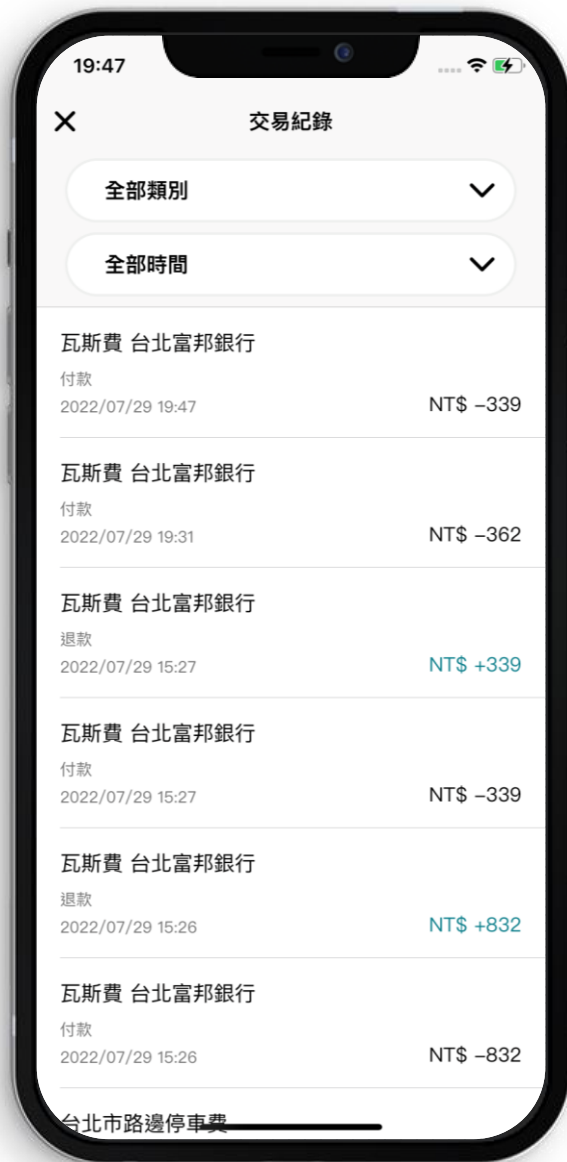 19:47
交易紀錄
全部類別
全部時間
瓦斯費 台北富邦銀行
付款
2022/07/29 19:47
NT$ –339
瓦斯費 台北富邦銀行
付款
2022/07/29 19:31
NT$ –362
瓦斯費 台北富邦銀行
退款
2022/07/29 15:27
NT$ +339
瓦斯費 台北富邦銀行
付款
2022/07/29 15:27
NT$ –339
瓦斯費 台北富邦銀行
退款
2022/07/29 15:26
NT$ +832
瓦斯費 台北富邦銀行
付款
2022/07/29 15:26
NT$ –832
台北市路邊停車費